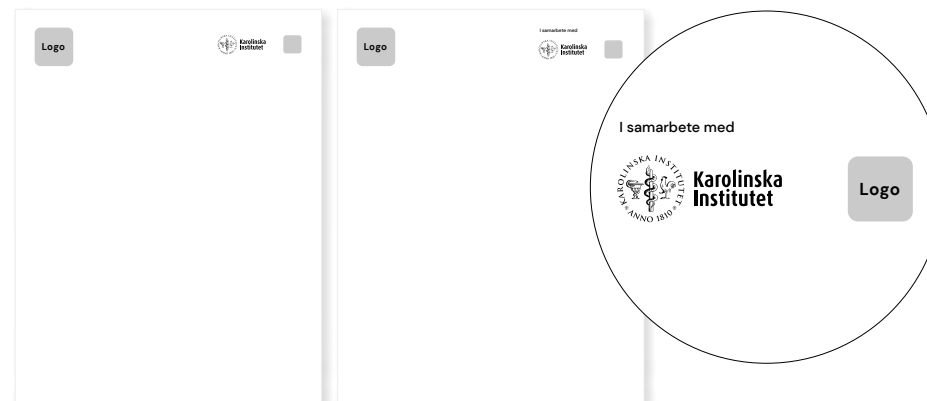 Logo
Karolinska
Institutet
Logo
I samarbete med
Karolinska
Institutet
I samarbete med
KAROLINSKA INSTITUTET
* ANNO 1810 *
Karolinska
Institutet
Logo